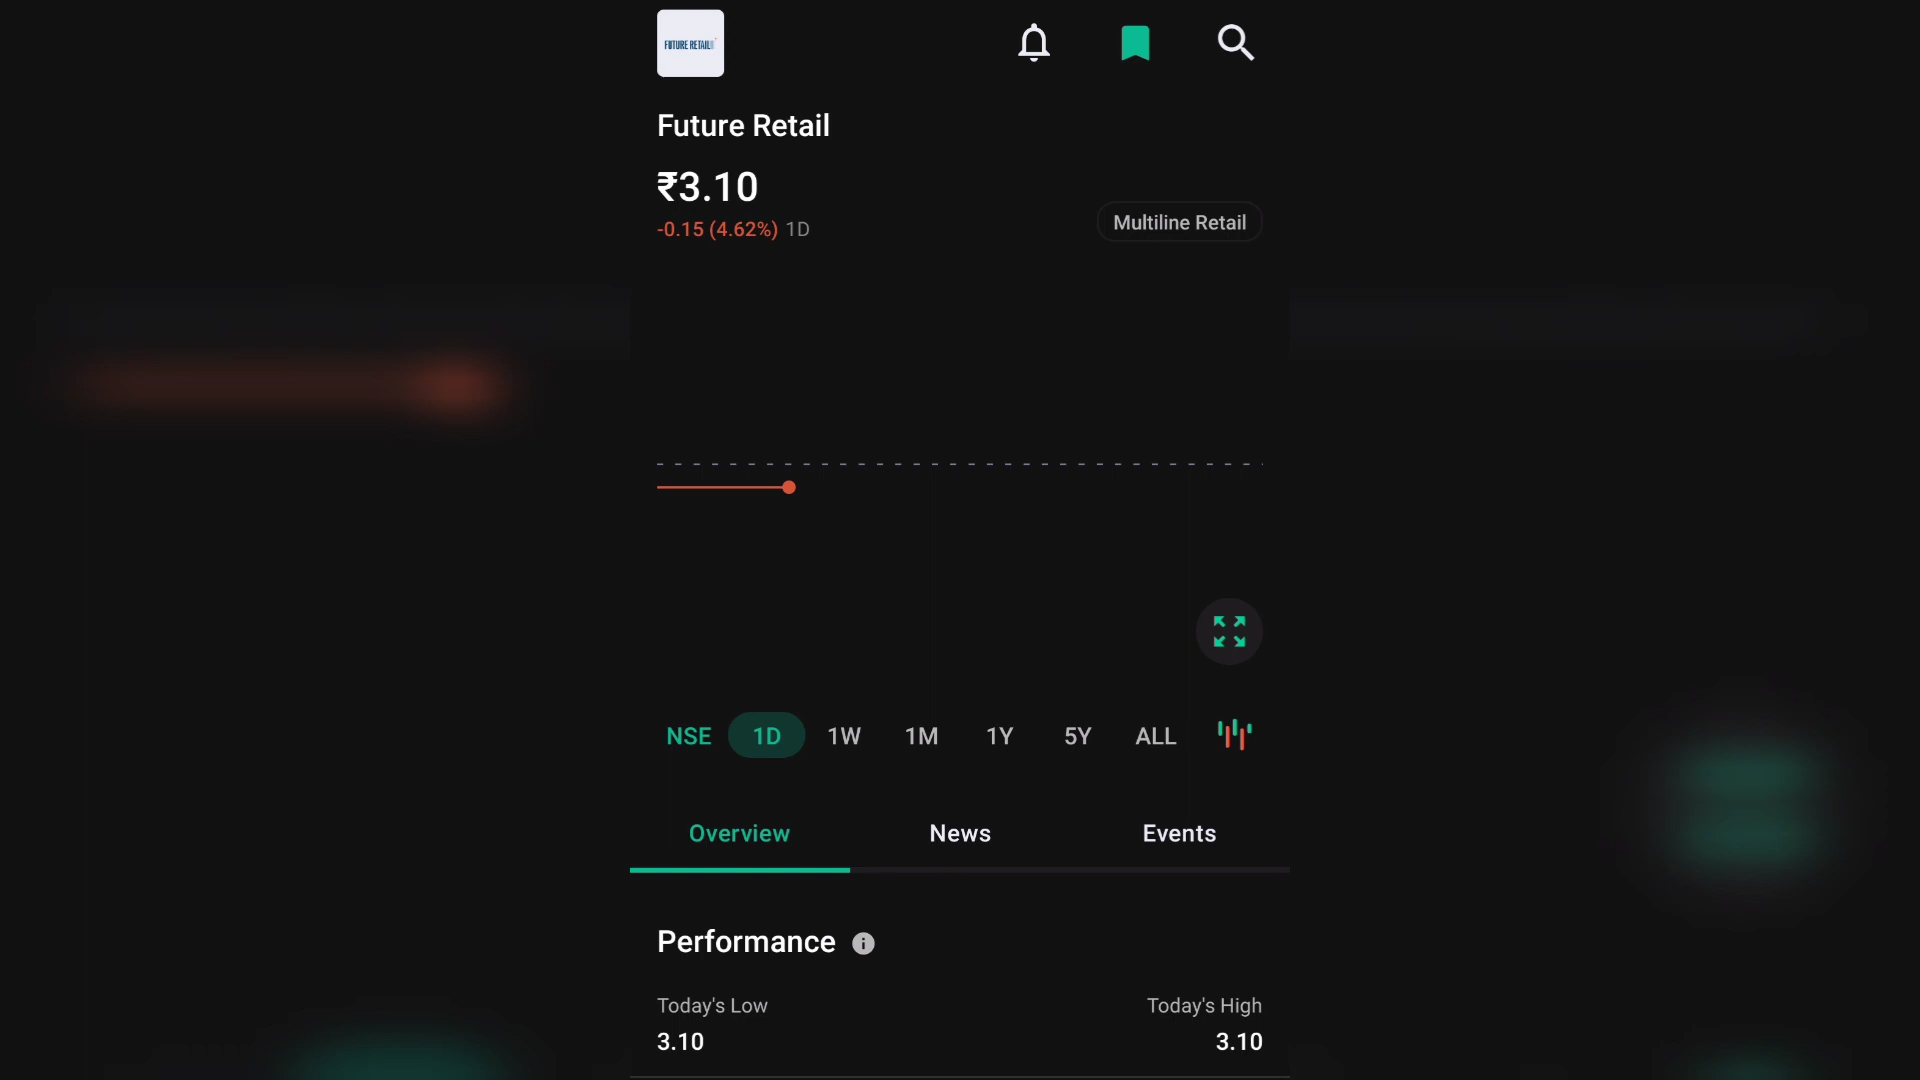 FUTURE RETAIL
Future Retail
₹3.10
-0.15 (4.62%) 1D
Multiline Retail
NSE 1D 1W 1M 1Y 5Y ALL
Overview News Events
Performance
Today's Low Today's High
3.10 3.10